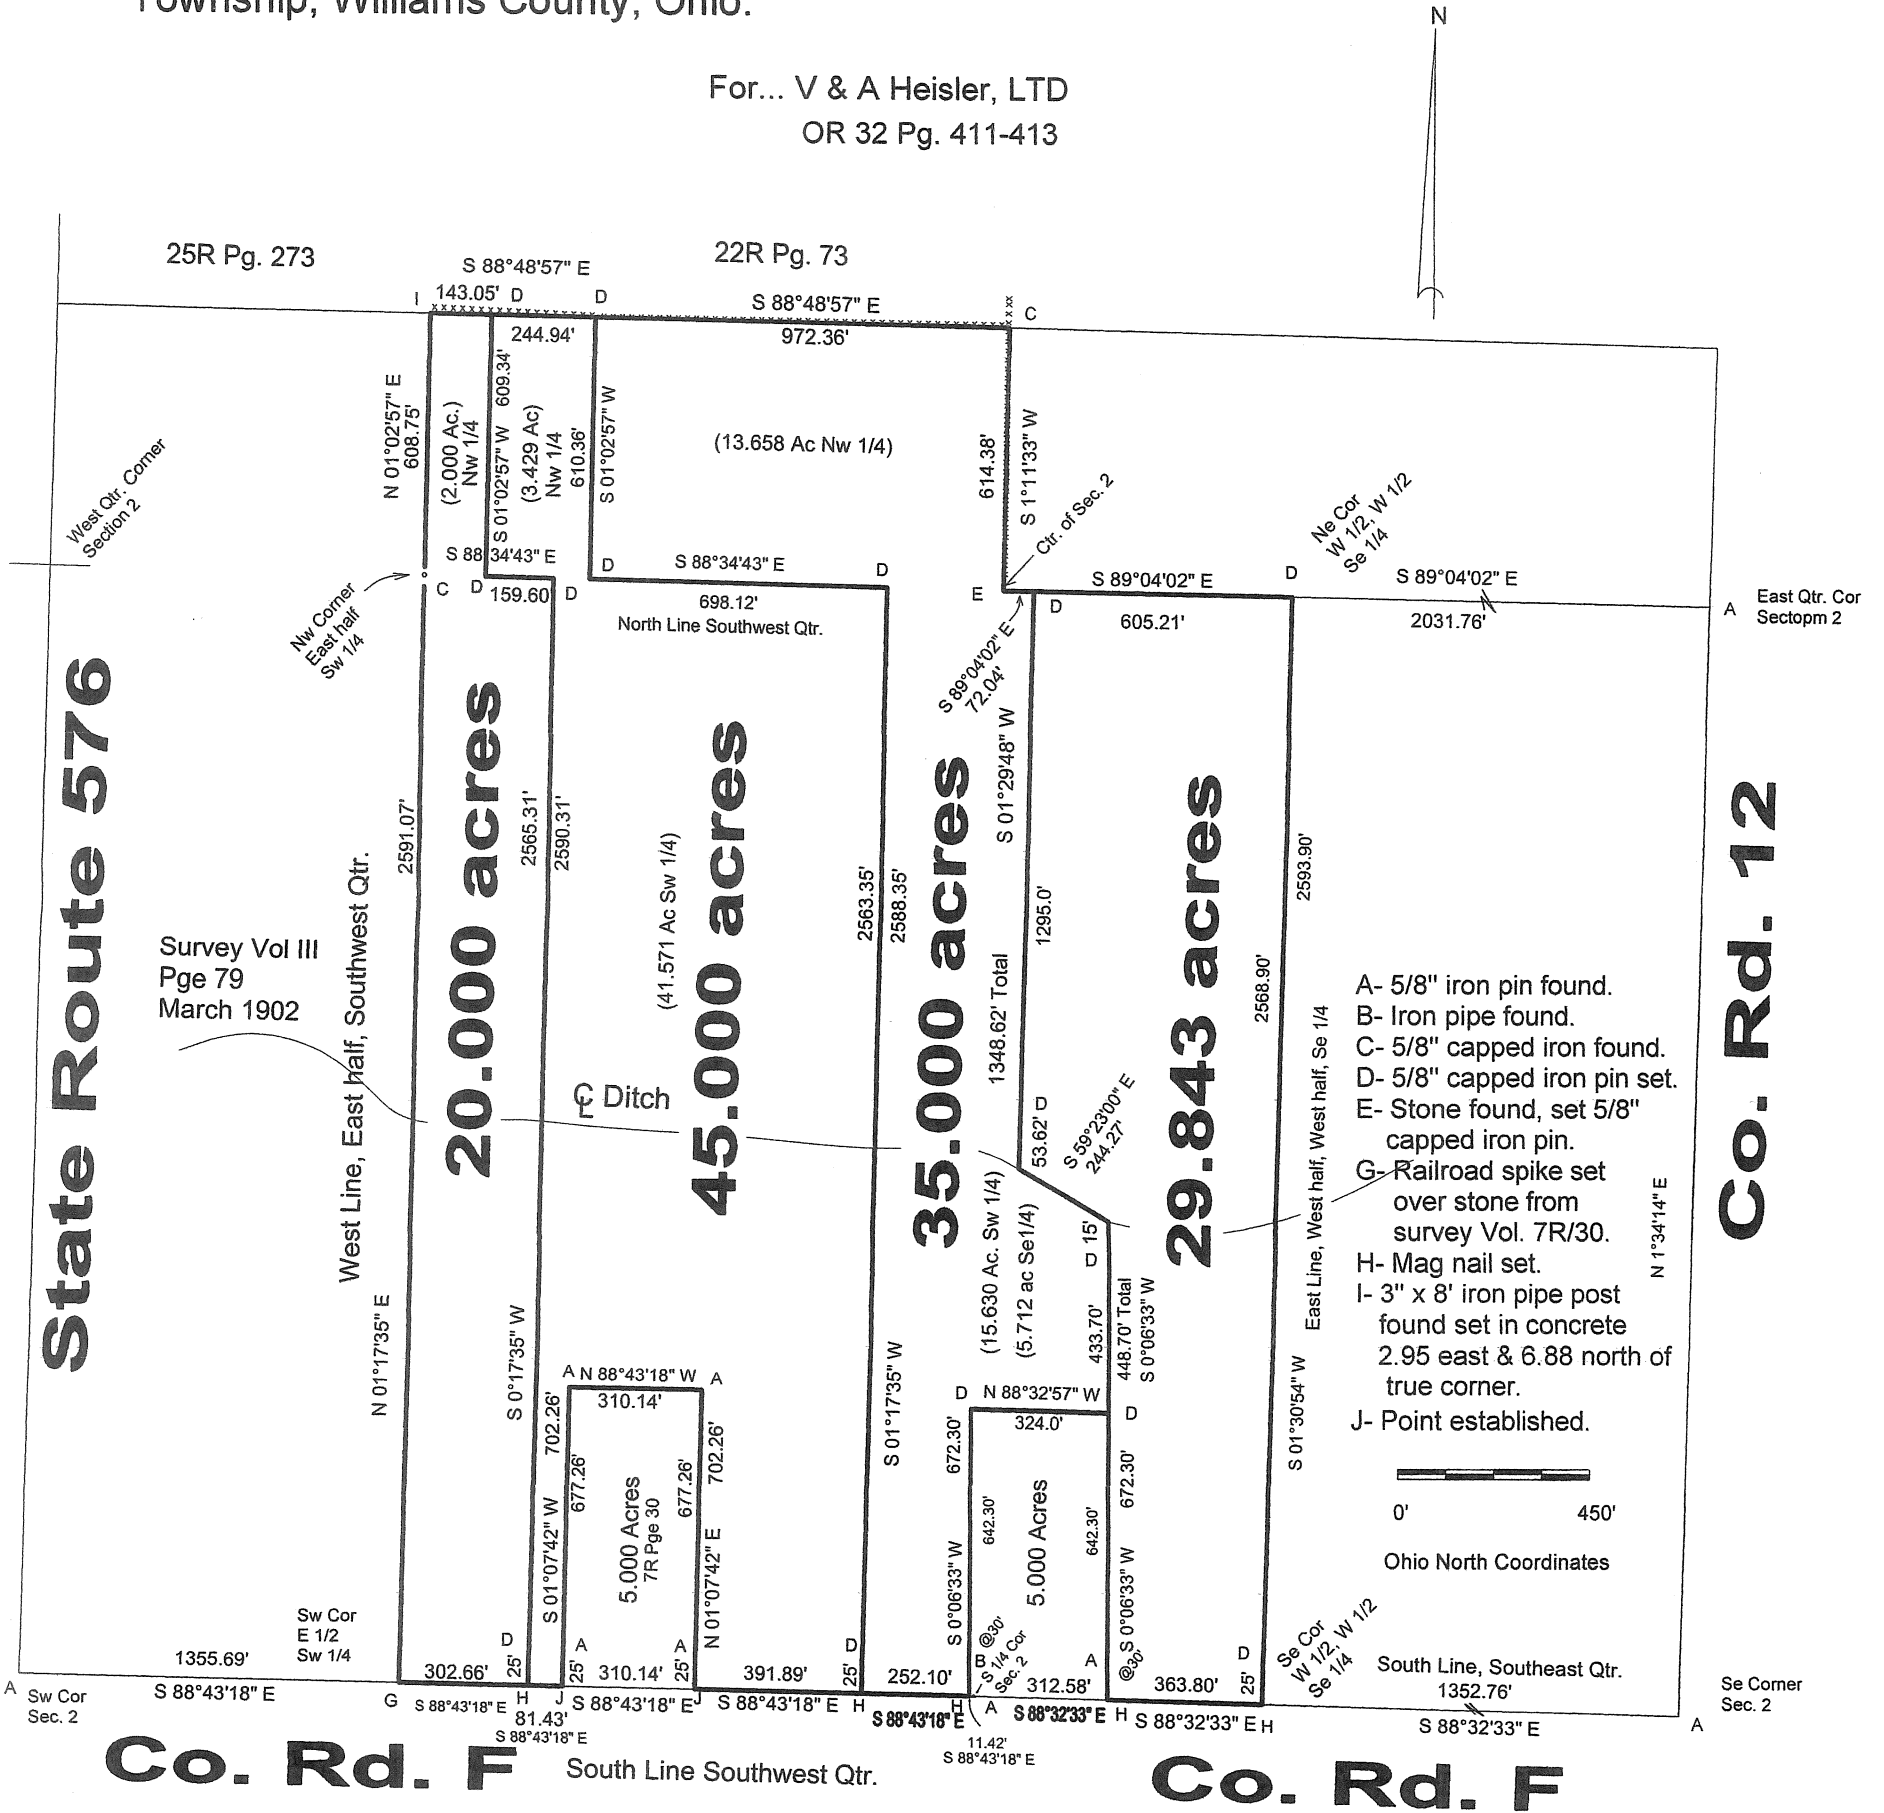 Township, Williams County, Ohio.
N
For... V & A Heisler, LTD
OR 32 Pg. 411-413
25R Pg. 273
22R Pg. 73
S 88°48'57" E
I
143.05'
D
D
S 88°48'57" E
C
xx
244.94'
972.36'
N 01°02'57" E
608.75'
(2.000 Ac.)
Nw 1/4
S 01°02'57" W 609.34'
(3.429 Ac)
Nw 1/4
610.36'
S 01°02'57" W
(13.658 Ac Nw 1/4)
614.38'
S 1°11'33" W
West Qtr. Corner
Section 2
Ctr. of Sec. 2
Ne Cor
W 1/2, W 1/2
Se 1/4
S 88°34'43" E
D
S 88°34'43" E
D
S 89°04'02" E
D
S 89°04'02" E
C
D
159.60
D
698.12'
E
D
605.21'
2031.76'
A
East Qtr. Cor
Sectopm 2
Nw Corner
East half
Sw 1/4
North Line Southwest Qtr.
S 89°04'02" E
72.04'
State Route 576
2591.07'
20.000 acres
2565.31'
2590.31'
(41.571 Ac Sw 1/4)
45.000 acres
2563.35'
2588.35'
35.000 acres
S 01°29'48" W
1295.0'
1348.62' Total
29.843 acres
2593.90'
2568.90'
Co. Rd. 12
West Line, East half, Southwest Qtr.
Survey Vol III
Pge 79
March 1902
℄ Ditch
D
53.62'
S 59°23'00" E
244.27'
East Line, West half, West half, Se 1/4
A- 5/8" iron pin found.
B- Iron pipe found.
C- 5/8" capped iron found.
D- 5/8" capped iron pin set.
E- Stone found, set 5/8"
capped iron pin.
G- Railroad spike set
over stone from
survey Vol. 7R/30.
H- Mag nail set.
I- 3" x 8' iron pipe post
found set in concrete
2.95 east & 6.88 north of
true corner.
J- Point established.
N 1°34'14" E
(15.630 Ac. Sw 1/4)
(5.712 ac Se1/4)
15'
D
433.70'
448.70' Total
S 0°06'33" W
N 01°17'35" E
S 0°17'35" W
S 01°17'35" W
S 01°30'54" W
A
N 88°43'18" W
A
310.14'
D
N 88°32'57" W
D
324.0'
702.26'
677.26'
677.26'
702.26'
672.30'
642.30'
642.30'
672.30'
5.000 Acres
7R Pge 30
5.000 Acres
S 01°07'42" W
N 01°07'42" E
S 0°06'33" W
S 0°06'33" W
0'
450'
Ohio North Coordinates
Sw Cor
E 1/2
Sw 1/4
D
25'
A
25'
A
25'
D
25'
@30'
B
S 1/4 Cor
Sec. 2
A
@30'
D
25'
Se Cor
W 1/2, W 1/2
Se 1/4
1355.69'
302.66'
310.14'
391.89'
252.10'
312.58'
363.80'
South Line, Southeast Qtr.
1352.76'
A
Sw Cor
Sec. 2
S 88°43'18" E
G
S 88°43'18" E
H
J
S 88°43'18" E
J
S 88°43'18" E
H
S 88°43'18" E
H
A
S 88°32'33" E
H
S 88°32'33" E
H
S 88°32'33" E
A
Se Corner
Sec. 2
81.43'
S 88°43'18" E
11.42'
S 88°43'18" E
Co. Rd. F
South Line Southwest Qtr.
Co. Rd. F